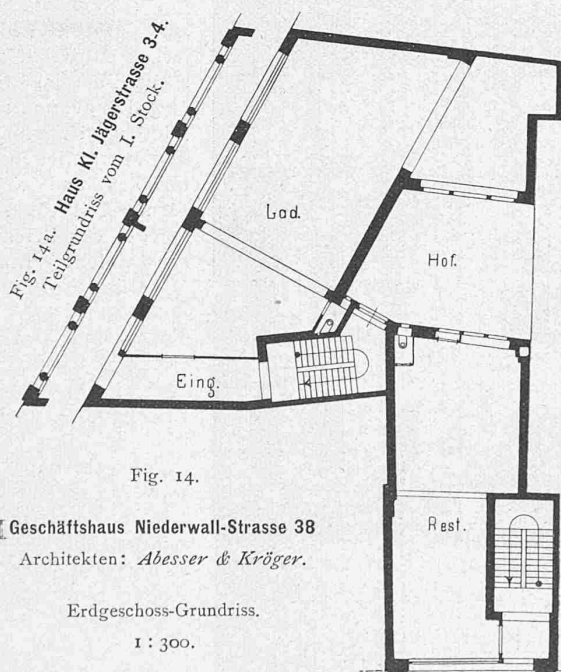 Fig. 14a. Haus Kl. Jägerstrasse 3-4.
Teilgrundriss vom I. Stock.
Lad.
Hof.
Eing.
Rest.
Fig. 14.
Geschäftshaus Niederwall-Strasse 38
Architekten: Abesser & Kröger.
Erdgeschoss-Grundriss.
1 : 300.